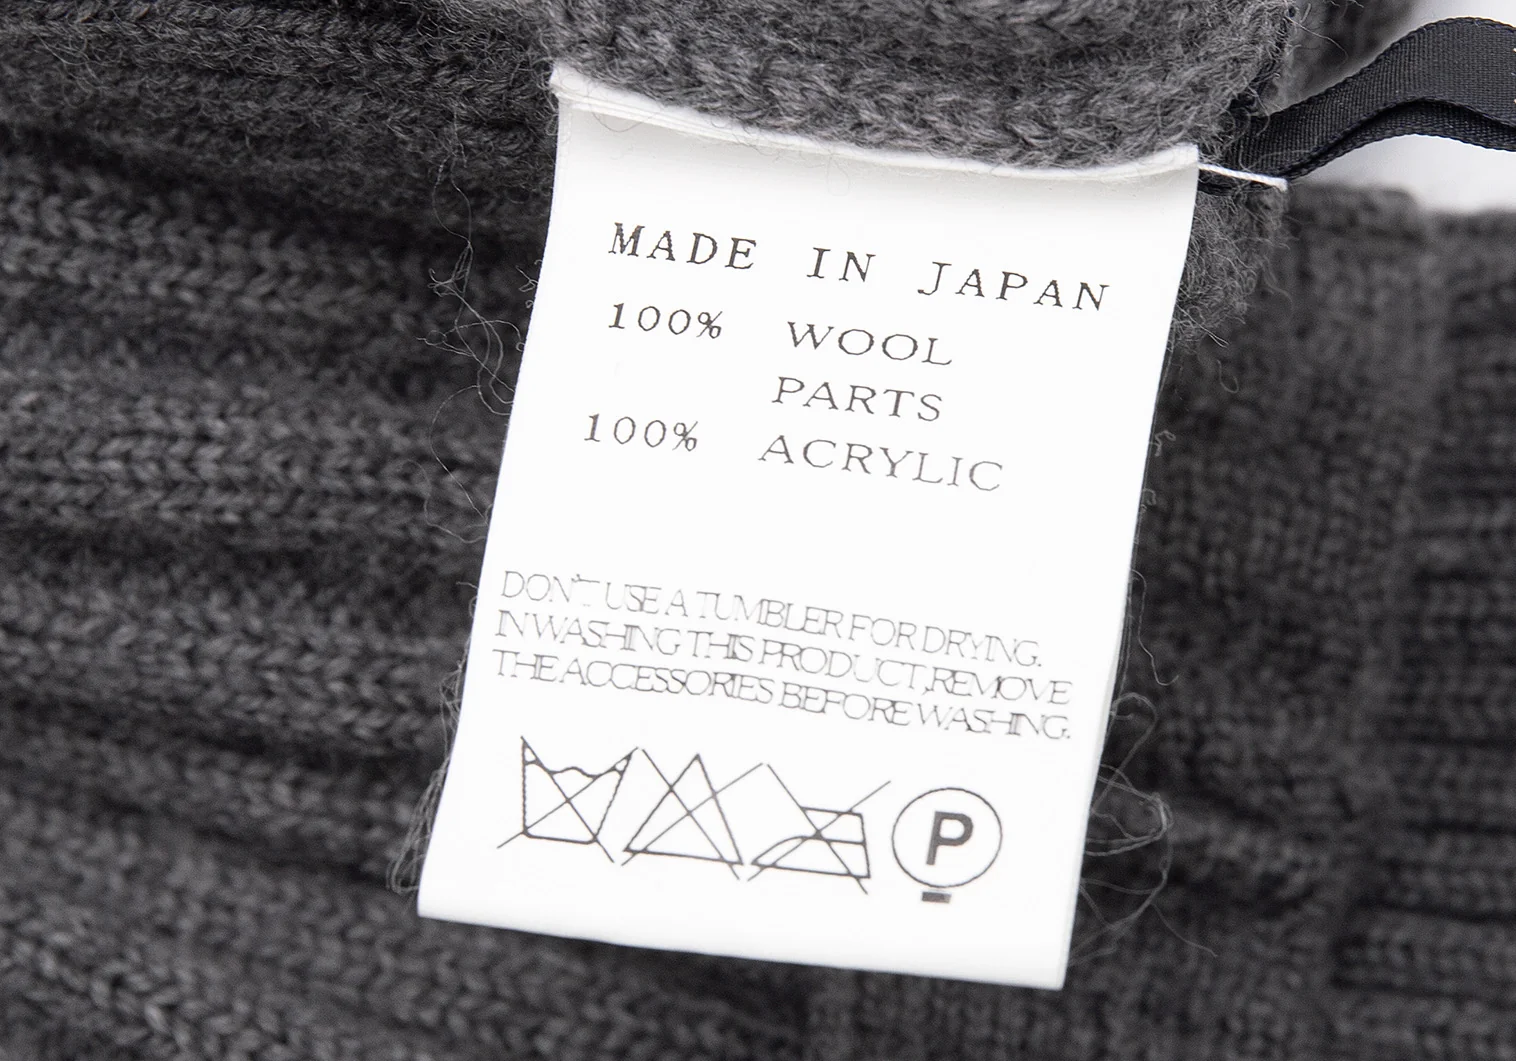 MADE IN JAPAN
100% WOOL
PARTS
100% ACRYLIC
DON'T USE A TUMBLER FOR DRYING.
IN WASHING THIS PRODUCT,REMOVE
THE ACCESSORIES BEFORE WASHING.
P